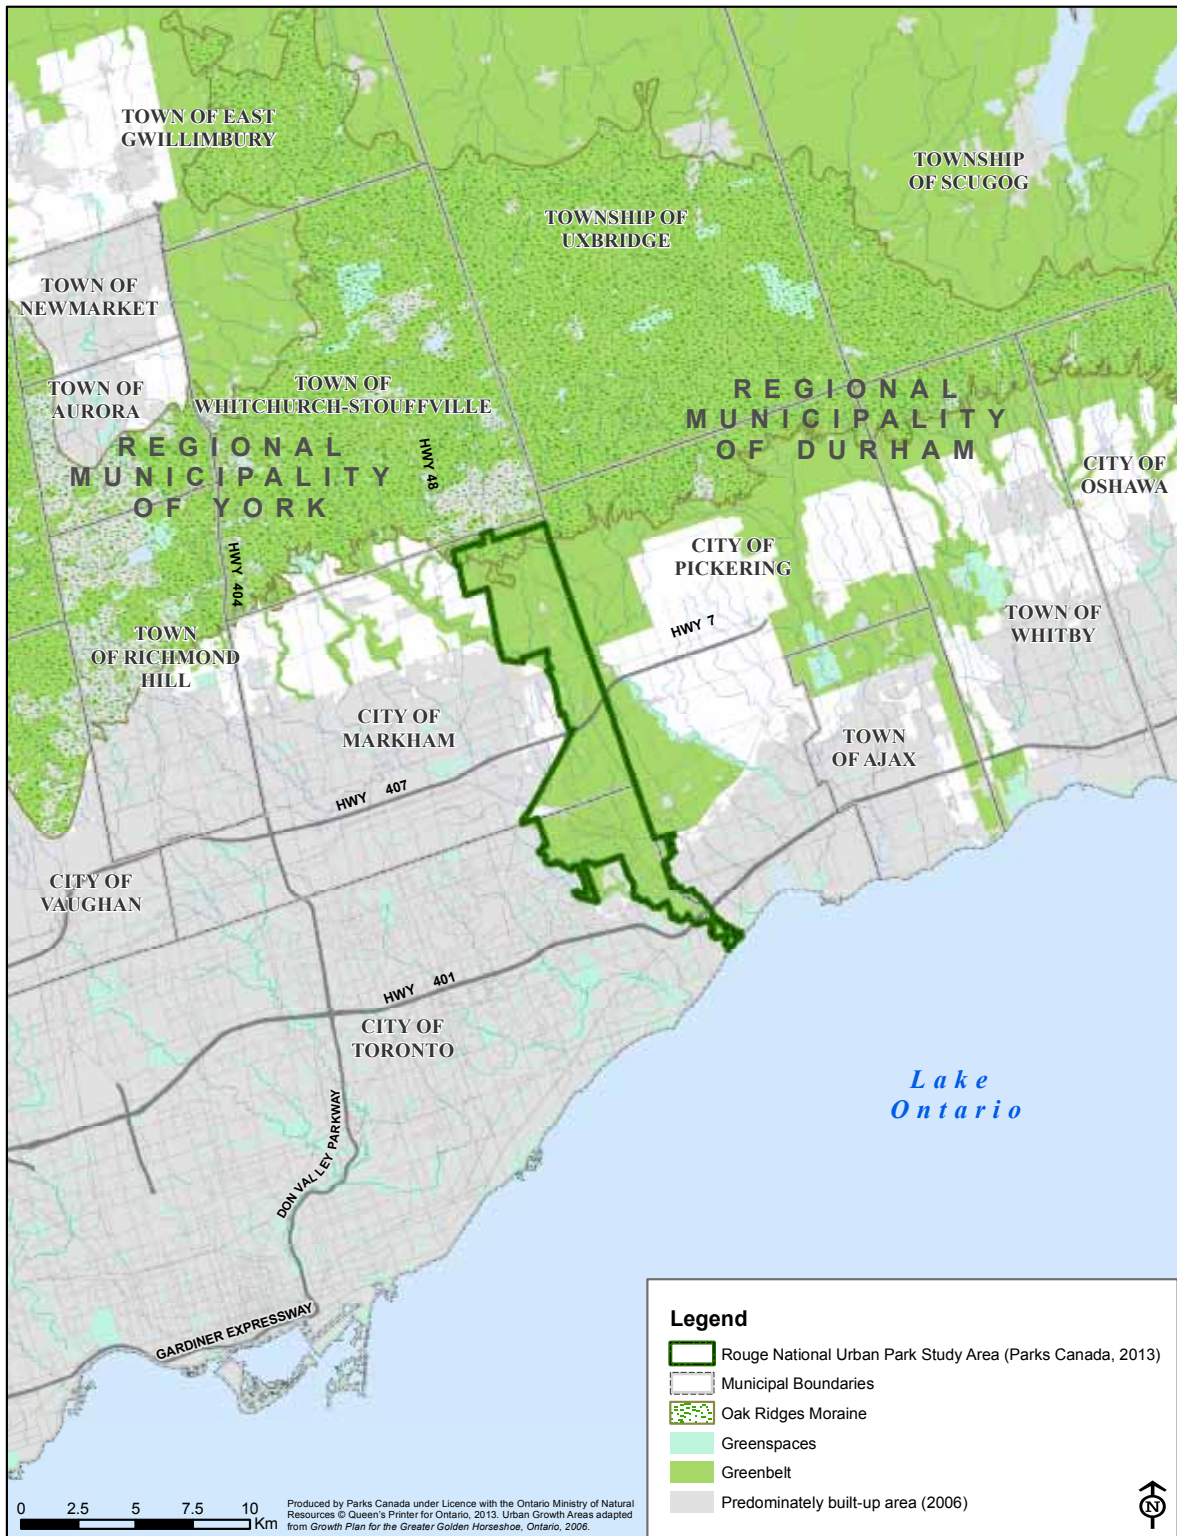 TOWN OF EAST
GWILLIMBURY
TOWNSHIP
OF SCUGOG
TOWNSHIP OF
UXBRIDGE
TOWN OF
NEWMARKET
TOWN OF
AURORA
TOWN OF
WHITCHURCH-STOUFFVILLE
REGIONAL
MUNICIPALITY
OF DURHAM
REGIONAL
MUNICIPALITY
OF YORK
HWY 48
CITY OF
OSHAWA
HWY 404
CITY OF
PICKERING
HWY 7
TOWN OF
WHITBY
TOWN
OF RICHMOND
HILL
CITY OF
MARKHAM
TOWN
OF AJAX
HWY 407
CITY OF
VAUGHAN
HWY 401
CITY OF
TORONTO
Lake
Ontario
DON VALLEY PARKWAY
GARDINER EXPRESSWAY
Legend
Rouge National Urban Park Study Area (Parks Canada, 2013)
Municipal Boundaries
Oak Ridges Moraine
Greenspaces
Greenbelt
Predominately built-up area (2006)
N
0 2.5 5 7.5 10
Km
Produced by Parks Canada under Licence with the Ontario Ministry of Natural
Resources © Queen's Printer for Ontario, 2013. Urban Growth Areas adapted
from Growth Plan for the Greater Golden Horseshoe, Ontario, 2006.